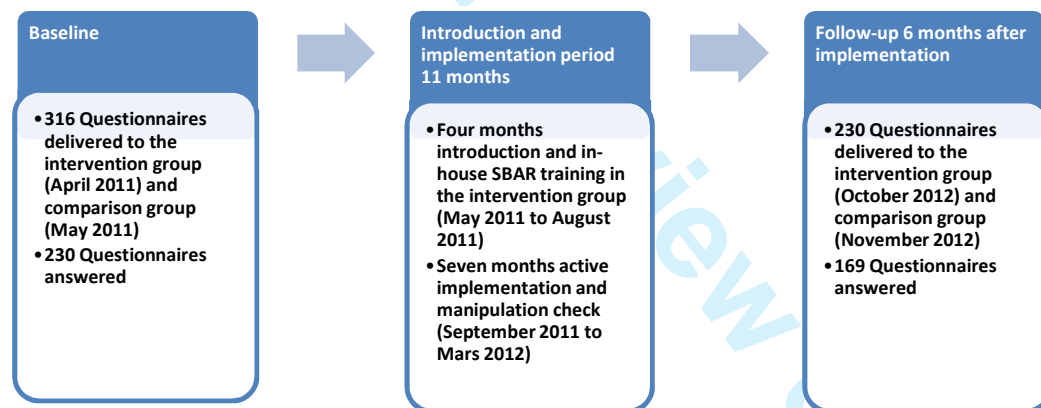 Baseline
• 316 Questionnaires
delivered to the
intervention group
(April 2011) and
comparison group
(May 2011)
• 230 Questionnaires
answered
Introduction and
implementation period
11 months
• Four months
introduction and in-
house SBAR training in
the intervention group
(May 2011 to August
2011)
• Seven months active
implementation and
manipulation check
(September 2011 to
Mars 2012)
Follow-up 6 months after
implementation
• 230 Questionnaires
delivered to the
intervention group
(October 2012) and
comparison group
(November 2012)
• 169 Questionnaires
answered